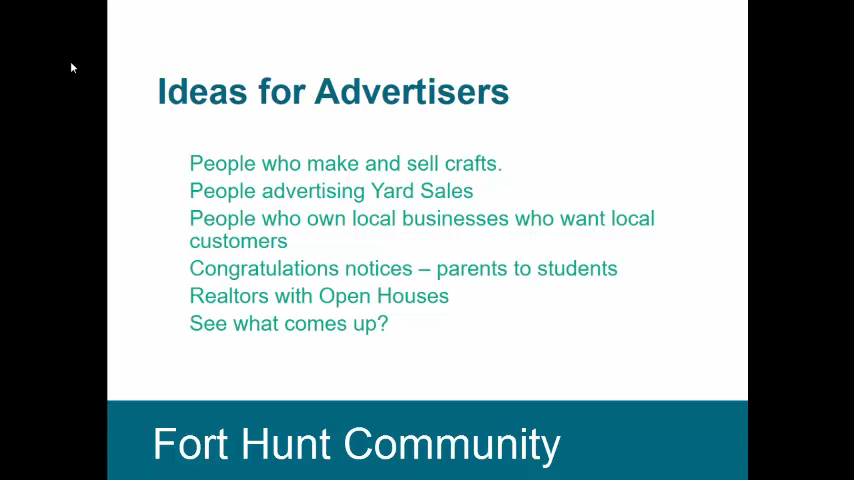 Ideas for Advertisers
People who make and sell crafts.
People advertising Yard Sales
People who own local businesses who want local
customers
Congratulations notices – parents to students
Realtors with Open Houses
See what comes up?
Fort Hunt Community